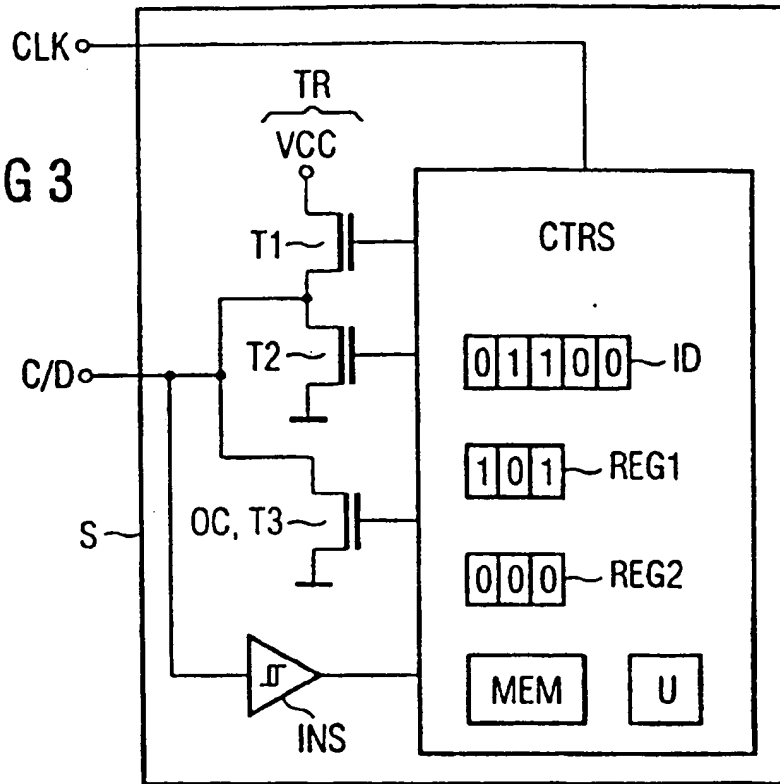 CLK
TR
VCC
G 3
T1
CTRS
C/D
T2
0 1 1 0 0 ID
1 0 1 REG1
S
OC, T3
0 0 0 REG2
MEM
U
INS